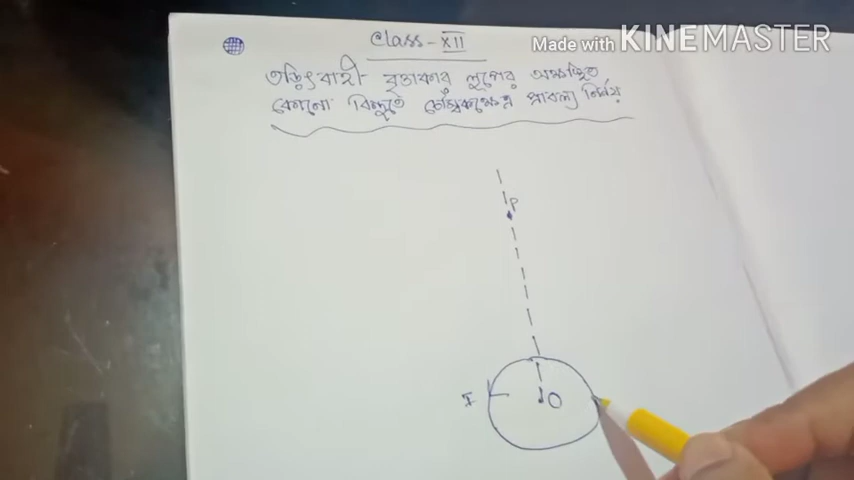 Class - XII
Made with KINEMASTER
তড়িৎবাহী বৃত্তাকার লুপের অক্ষস্থিত
কোনো বিন্দুতে চৌম্বকক্ষেত্র প্রাবল্য নির্ণয়
P
I
O